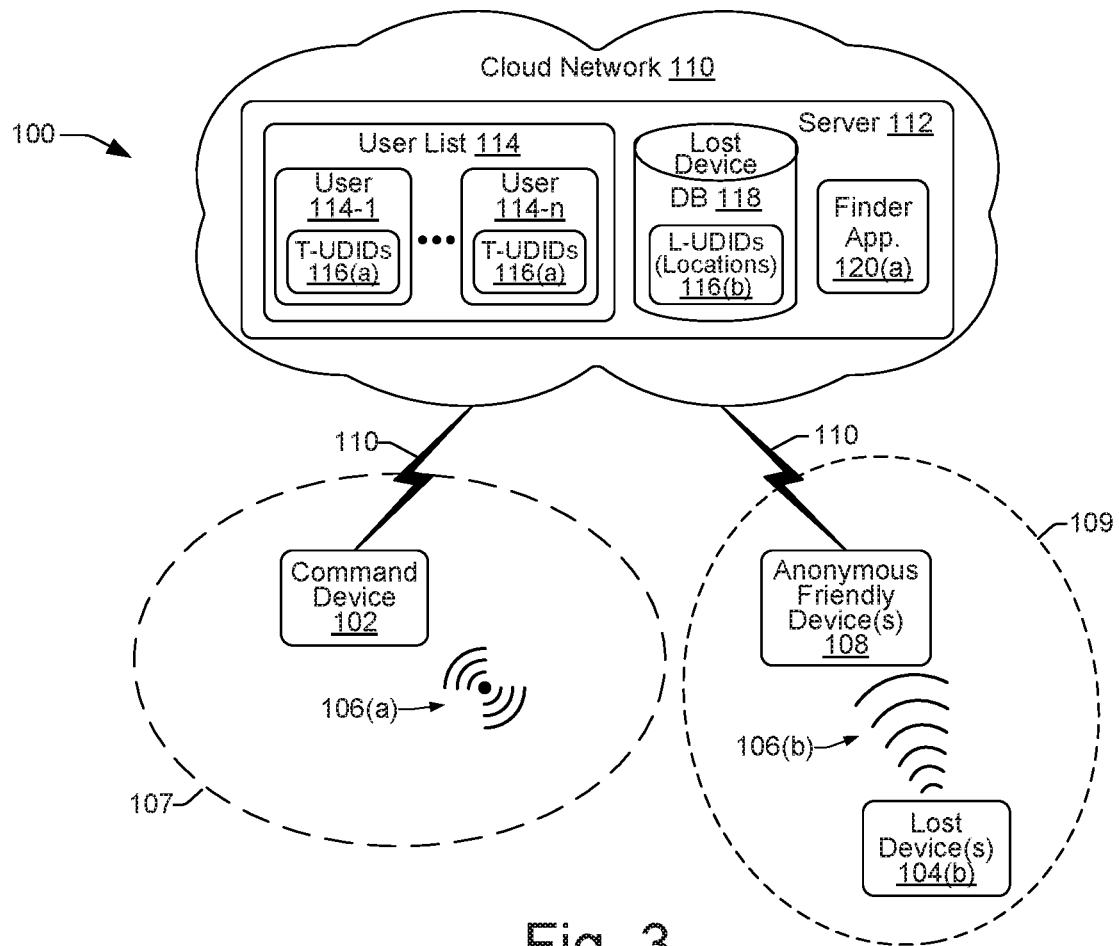 Cloud Network 110
100
Server 112
User List 114
User
114-1
T-UDIDs
116(a)
User
114-n
T-UDIDs
116(a)
Lost
Device
DB 118
L-UDIDs
(Locations)
116(b)
Finder
App.
120(a)
110
110
109
Command
Device
102
Anonymous
Friendly
Device(s)
108
106(a)
106(b)
107
Lost
Device(s)
104(b)
Fig. 3